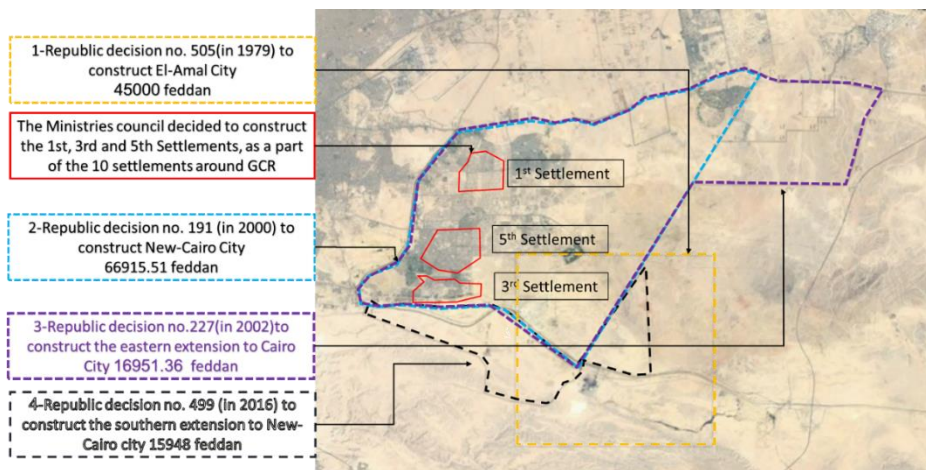 1-Republic decision no. 505(in 1979) to
construct El-Amal City
45000 feddan
The Ministries council decided to construct
the 1st, 3rd and 5th Settlements, as a part
of the 10 settlements around GCR
2-Republic decision no. 191 (in 2000) to
construct New-Cairo City
66915.51 feddan
3-Republic decision no.227(in 2002)to
construct the eastern extension to Cairo
City 16951.36 feddan
4-Republic decision no. 499 (in 2016) to
construct the southern extension to New-
Cairo city 15948 feddan
1st Settlement
5th Settlement
3rd Settlement